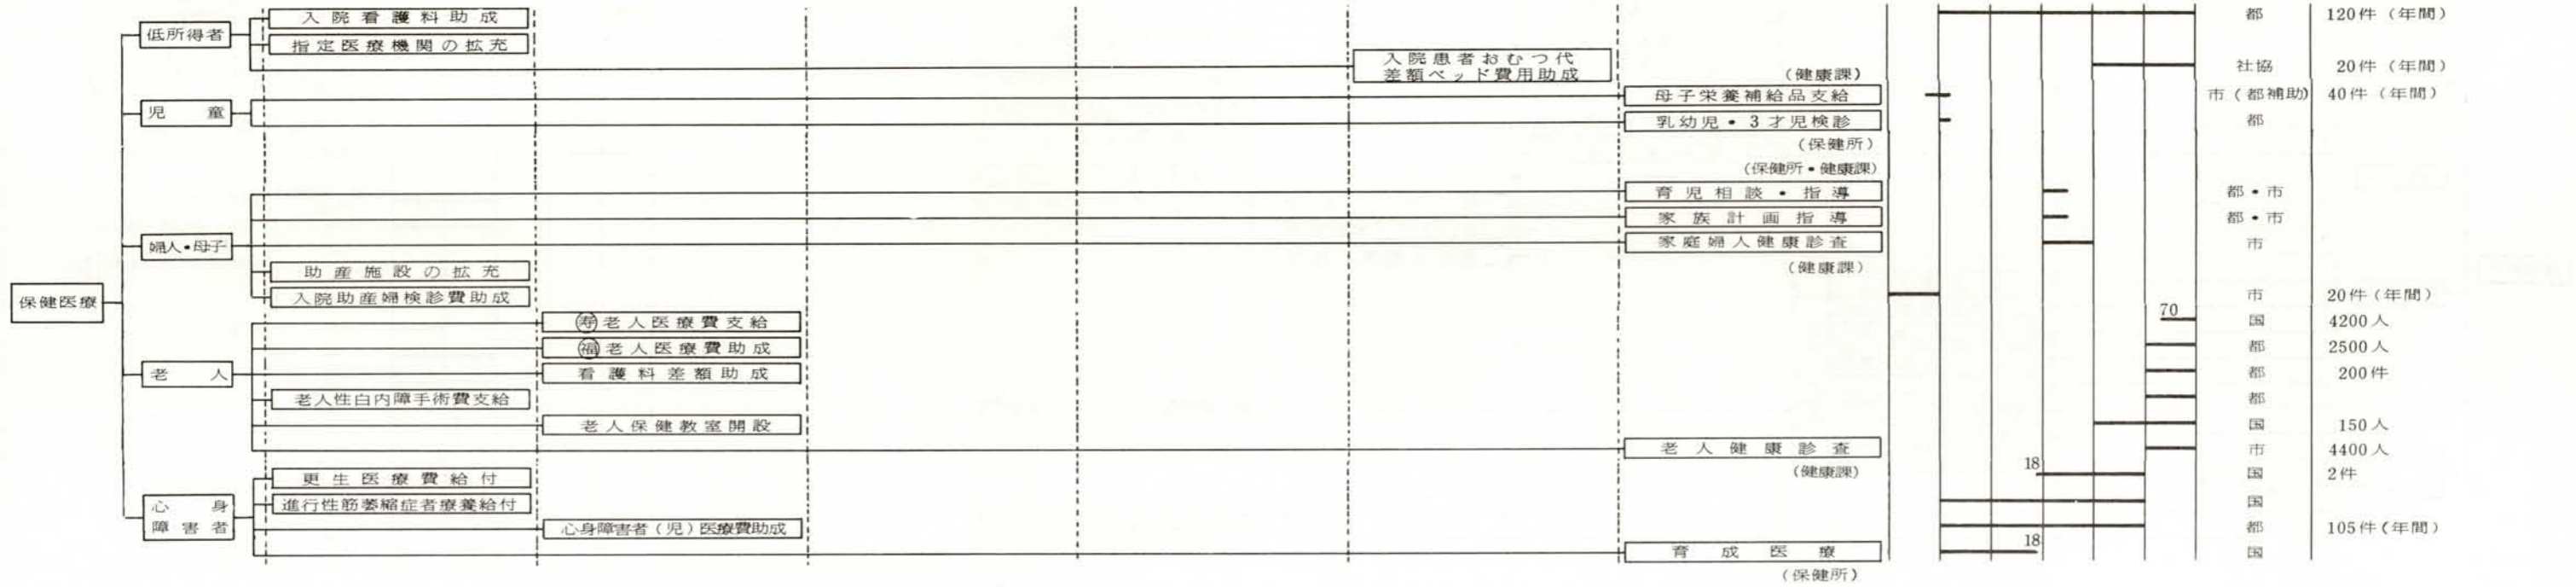 入院看護料助成 都 120件(年間)
低所得者
指定医療機関の拡充
入院患者おむつ代
差額ベッド費用助成 社協 20件(年間)
(健康課)
母子栄養補給品支給 市(都補助) 40件(年間)
児童
乳幼児・3才児検診 都
(保健所)
(保健所・健康課)
育児相談・指導 都・市
家族計画指導 都・市
婦人・母子 家庭婦人健康診査 市
(健康課)
助産施設の拡充
保健医療
入院助産婦検診費助成 市 20件(年間)
㊗老人医療費支給 70 国 4200人
福老人医療費助成 都 2500人
老人 看護料差額助成 都 200件
老人性白内障手術費支給 都
老人保健教室開設 国 150人
老人健康診査 市 4400人
(健康課)
更生医療費給付 18 国 2件
心身
障害者
進行性筋萎縮症者療養給付 国
心身障害者(児)医療費助成 都 105件(年間)
育成医療 18 国
(保健所)